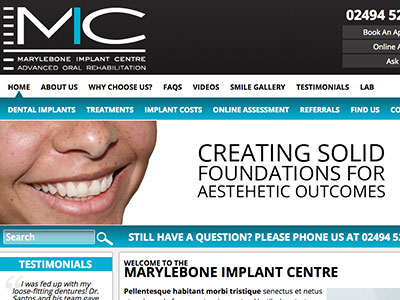 MIC
MARYLEBONE IMPLANT CENTRE
ADVANCED ORAL REHABILITATION
02494 52
Book An Ap
Online A
Ask
HOME ABOUT US WHY CHOOSE US? FAQS VIDEOS SMILE GALLERY TESTIMONIALS LAB
DENTAL IMPLANTS TREATMENTS IMPLANT COSTS ONLINE ASSESSMENT REFERRALS FIND US CO
CREATING SOLID
FOUNDATIONS FOR
AESTEHETIC OUTCOMES
Search
STILL HAVE A QUESTION? PLEASE PHONE US AT 02494 5
TESTIMONIALS
I was fed up with my
loose-fitting dentures! Dr.
Santos and his team gave
WELCOME TO THE
MARYLEBONE IMPLANT CENTRE
Pellentesque habitant morbi tristique senectus et netus